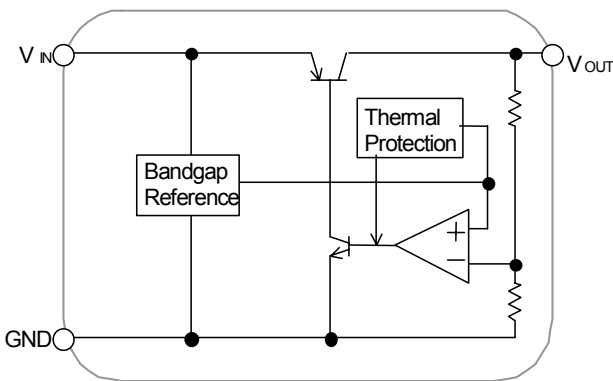 V IN
V OUT
Thermal
Protection
Bandgap
Reference
+
−
GND